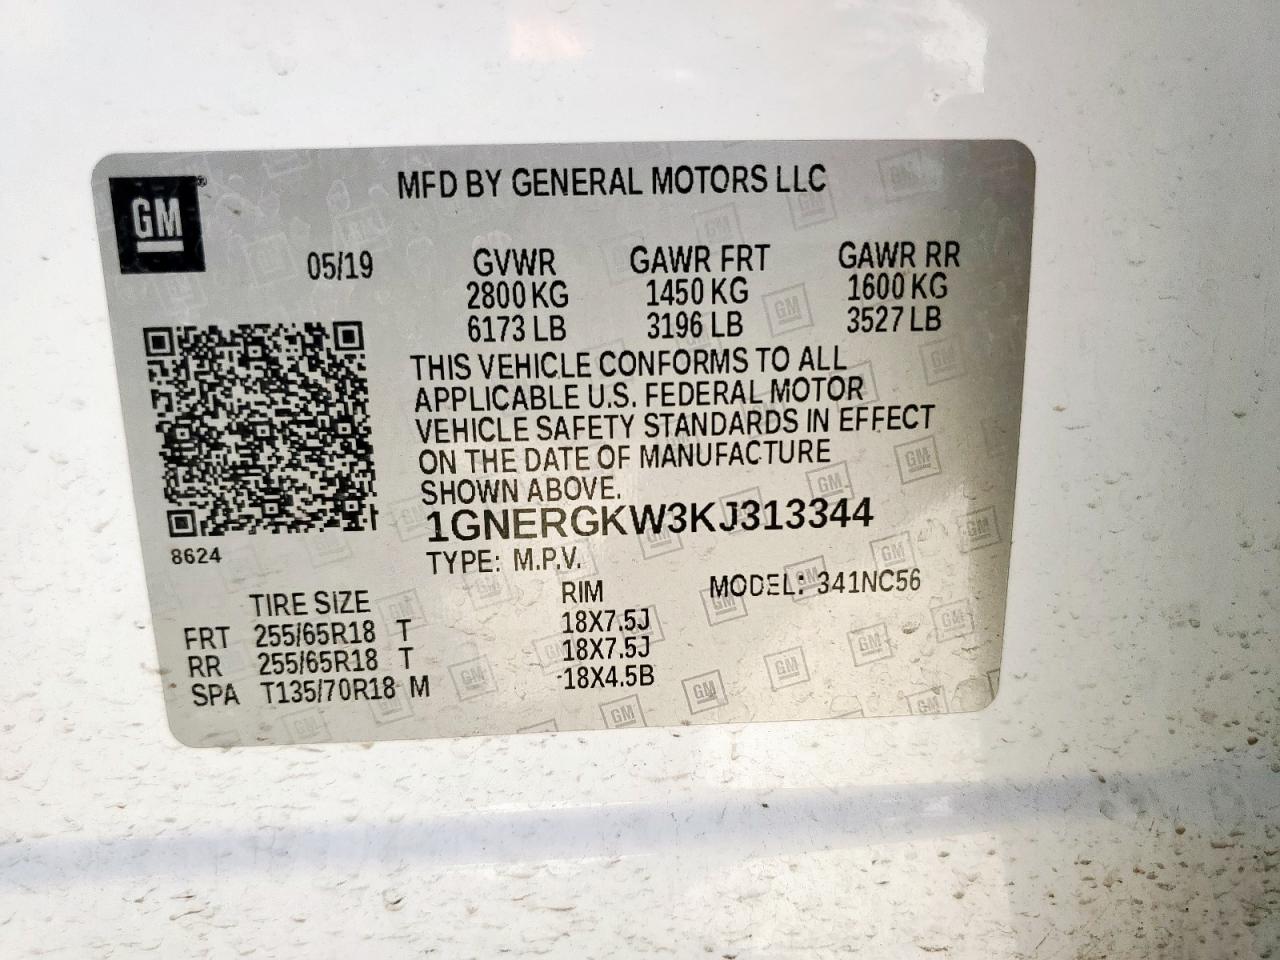 GM
MFD BY GENERAL MOTORS LLC
05/19 GVWR GAWR FRT GAWR RR
2800 KG 1450 KG 1600 KG
6173 LB 3196 LB 3527 LB
THIS VEHICLE CONFORMS TO ALL
APPLICABLE U.S. FEDERAL MOTOR
VEHICLE SAFETY STANDARDS IN EFFECT
ON THE DATE OF MANUFACTURE
SHOWN ABOVE.
1GNERGKW3KJ313344
8624
TYPE: M.P.V.
TIRE SIZE RIM MODEL: 341NC56
FRT 255/65R18 T 18X7.5J
RR 255/65R18 T 18X7.5J
SPA T135/70R18 M 18X4.5B